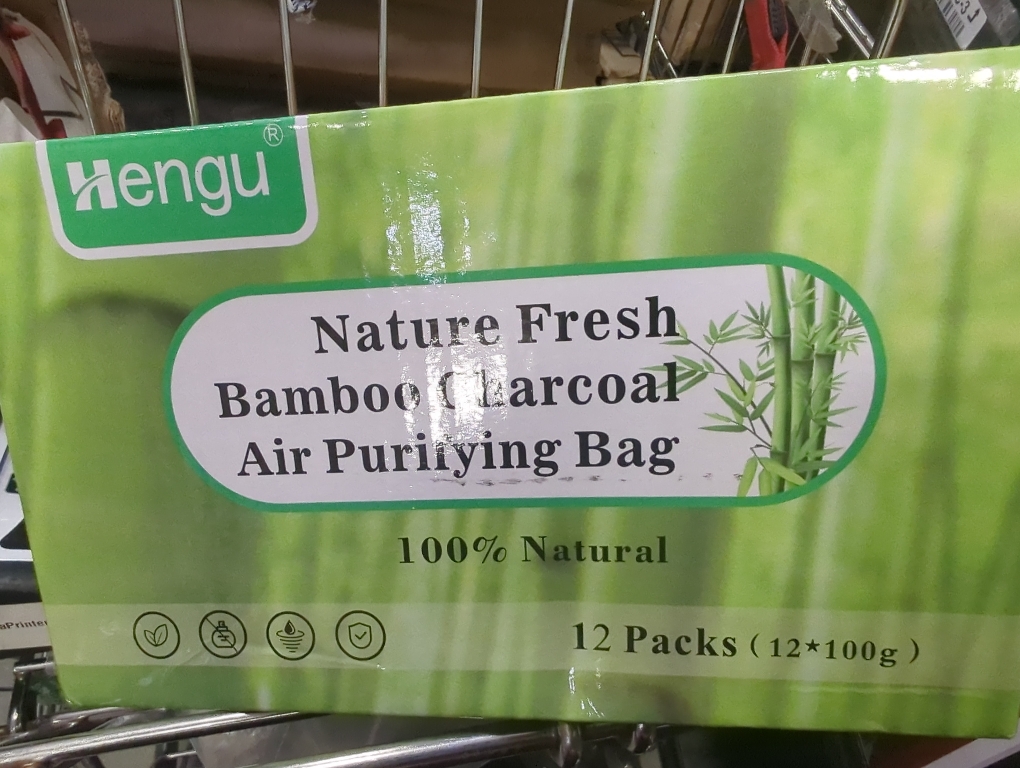 Hengu®
Nature Fresh
Bamboo Charcoal
Air Purifying Bag
100% Natural
12 Packs ( 12*100g )